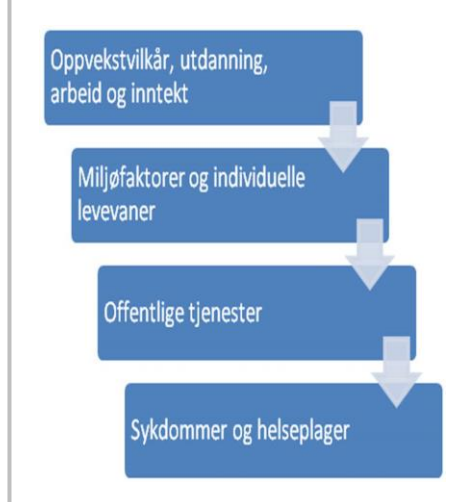 Oppvekstvilkår, utdanning,
arbeid og inntekt
Miljøfaktorer og individuelle
levevaner
Offentlige tjenester
Sykdommer og helseplager